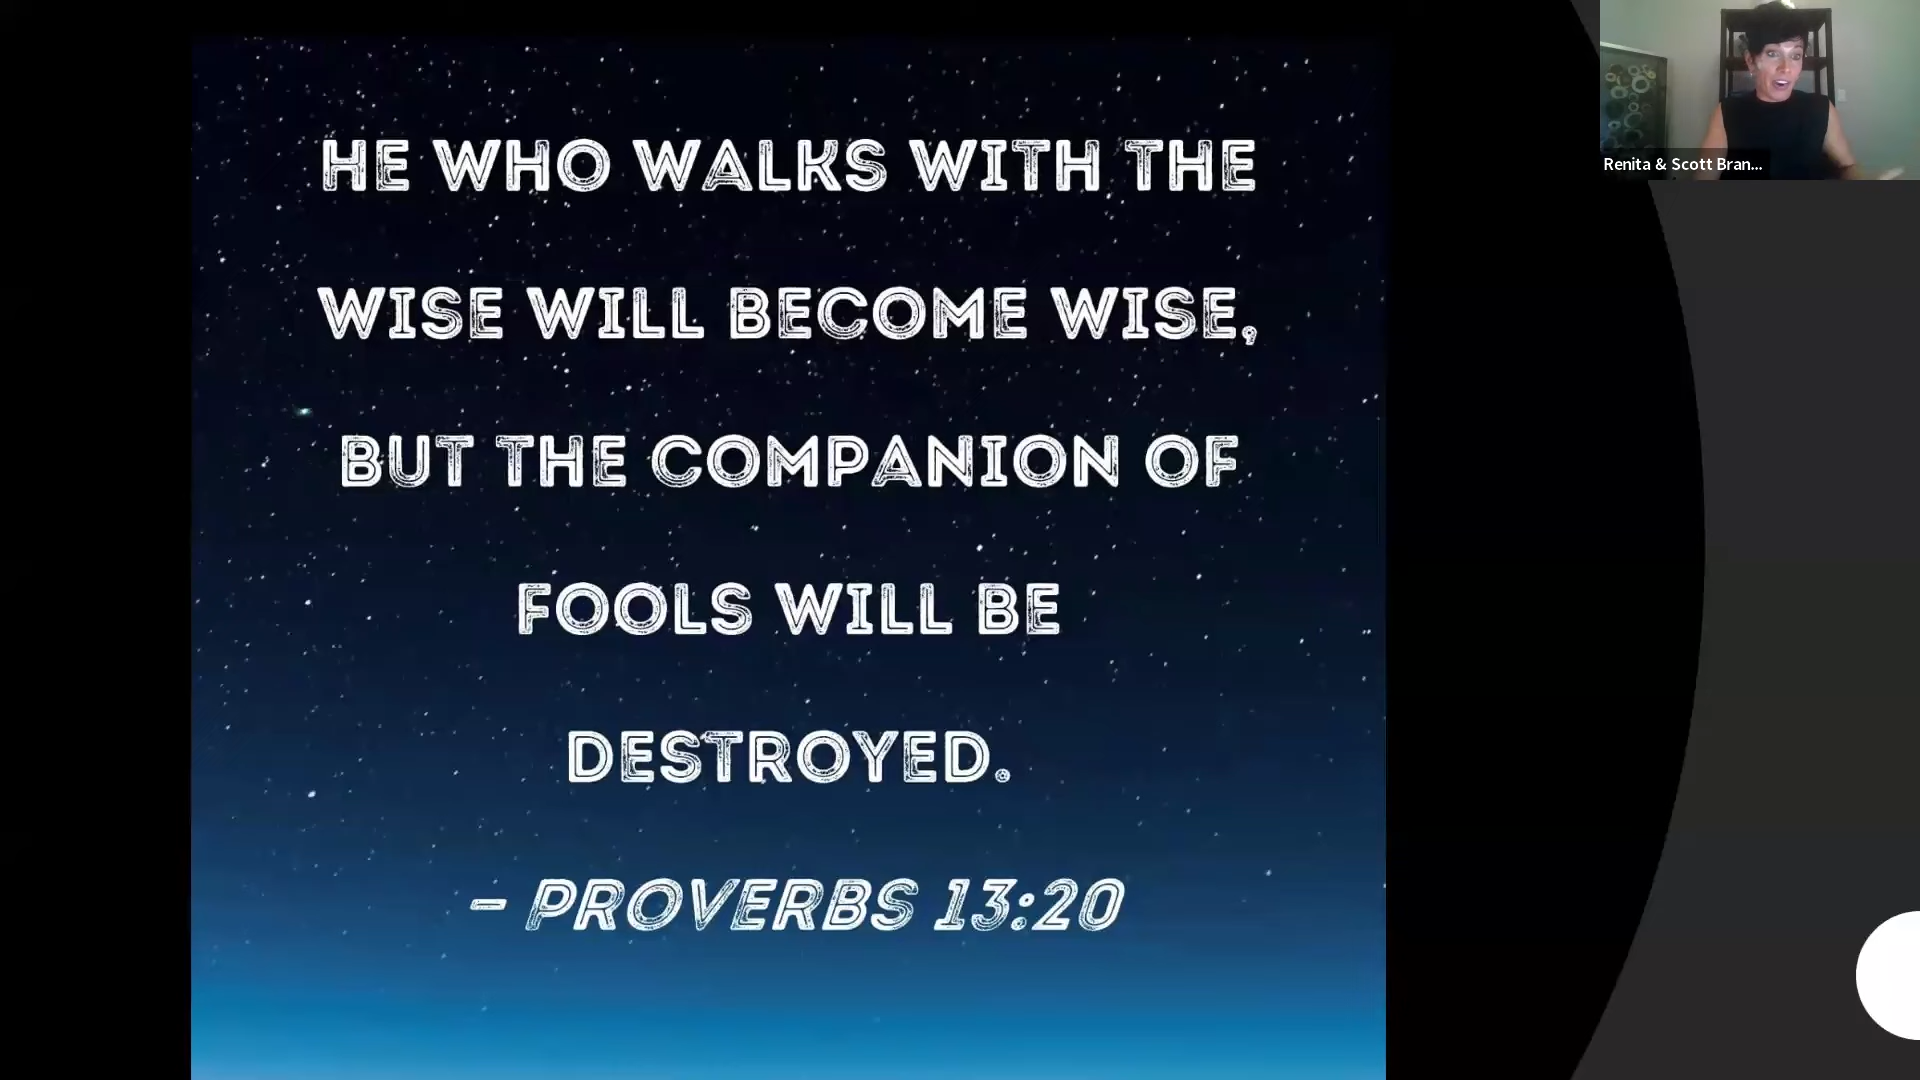 HE WHO WALKS WITH THE
WISE WILL BECOME WISE,
BUT THE COMPANION OF
FOOLS WILL BE
DESTROYED.
– PROVERBS 13:20
Renita & Scott Bran...